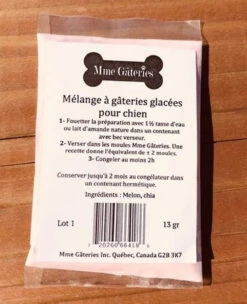 Mme Gâteries
Mélange à gâteries glacées
pour chien
1- Fouetter la préparation avec 1½ tasse d'eau
ou lait d'amande nature dans un contenant
avec bec verseur.
2- Verser dans les moules Mme Gâteries. Une
recette donne l'équivalent de ± 2 moules.
3- Congeler au moins 2h
Conserver jusqu'à 2 mois au congélateur dans
un contenant hermétique.
Ingrédients : Melon, chia
Lot 1
13 gr
Mme Gâteries Inc. Québec, Canada G2B 3K7